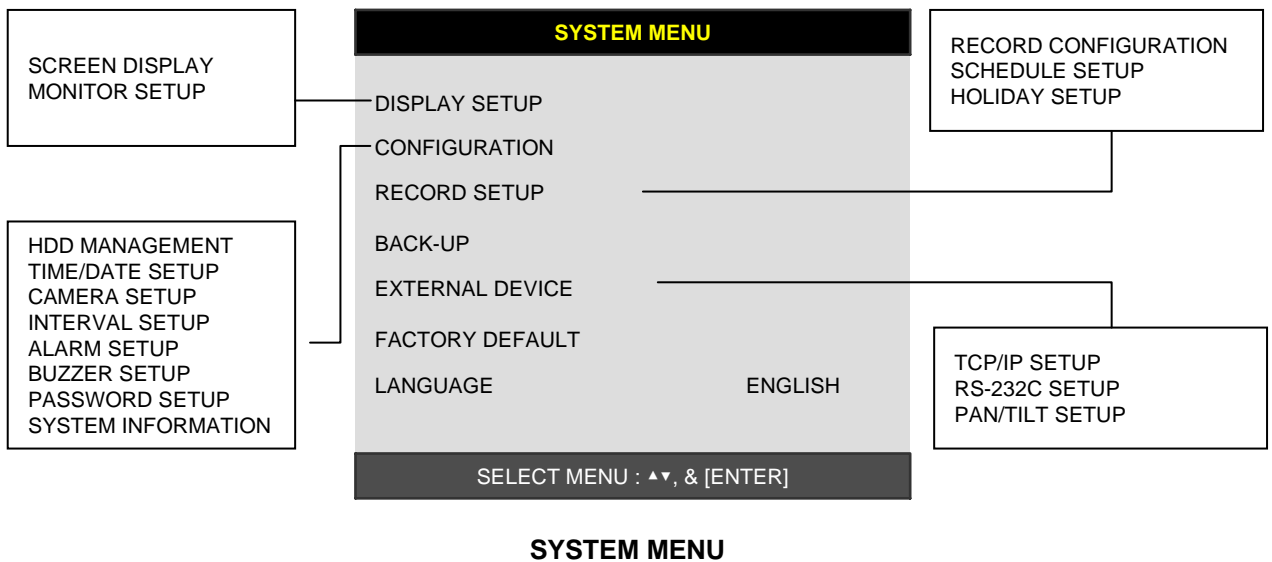 SCREEN DISPLAY
MONITOR SETUP
HDD MANAGEMENT
TIME/DATE SETUP
CAMERA SETUP
INTERVAL SETUP
ALARM SETUP
BUZZER SETUP
PASSWORD SETUP
SYSTEM INFORMATION
SYSTEM MENU
DISPLAY SETUP
CONFIGURATION
RECORD SETUP
BACK-UP
EXTERNAL DEVICE
FACTORY DEFAULT
LANGUAGE ENGLISH
SELECT MENU : ▲▼, & [ENTER]
RECORD CONFIGURATION
SCHEDULE SETUP
HOLIDAY SETUP
TCP/IP SETUP
RS-232C SETUP
PAN/TILT SETUP
SYSTEM MENU